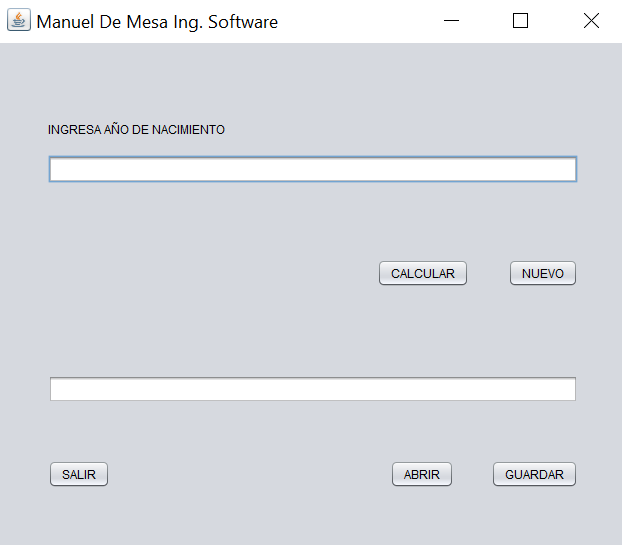 Manuel De Mesa Ing. Software
INGRESA AÑO DE NACIMIENTO
CALCULAR NUEVO
SALIR ABRIR GUARDAR